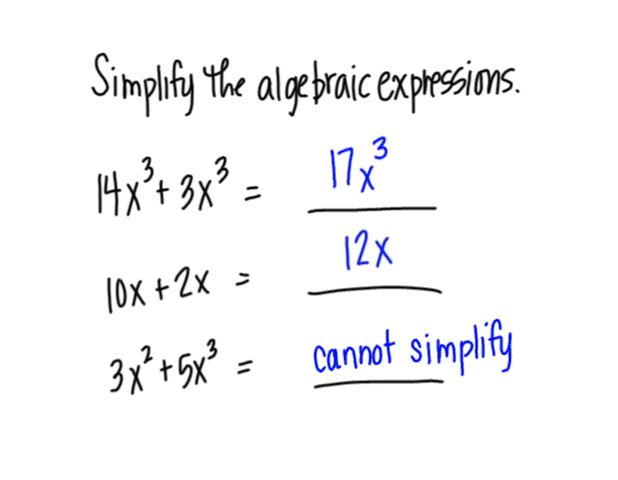 Simplify the algebraic expressions.
14x³ + 3x³ = 17x³
10x + 2x = 12x
3x² + 5x³ = cannot simplify